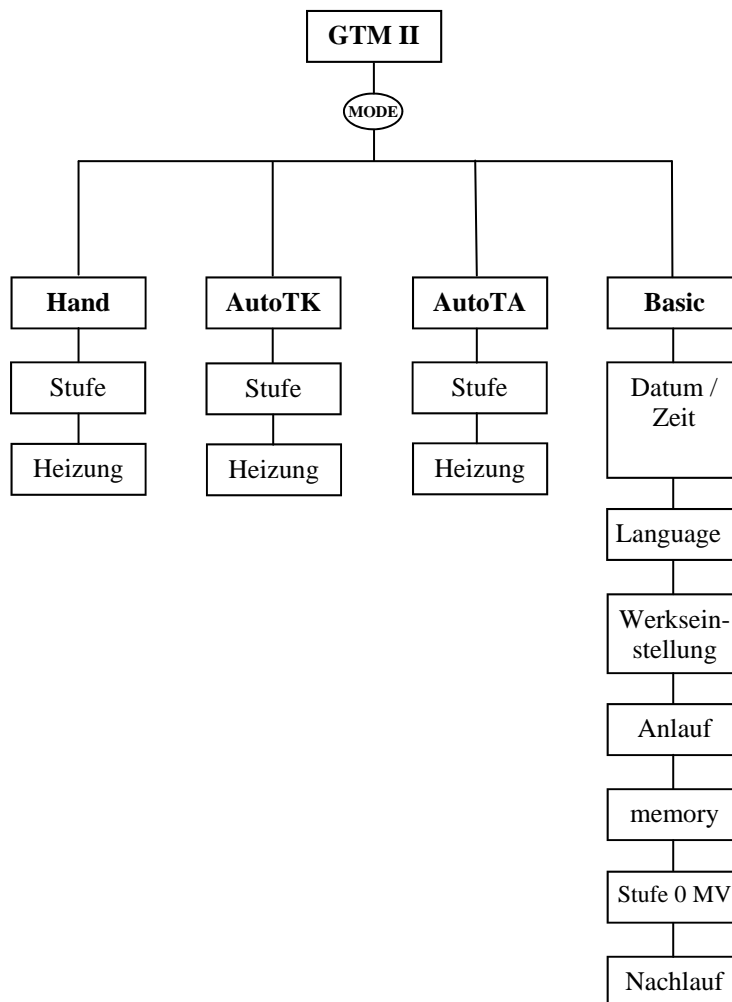 GTM II
MODE
Hand
AutoTK
AutoTA
Basic
Stufe
Stufe
Stufe
Datum /
Zeit
Heizung
Heizung
Heizung
Language
Werksein-
stellung
Anlauf
memory
Stufe 0 MV
Nachlauf